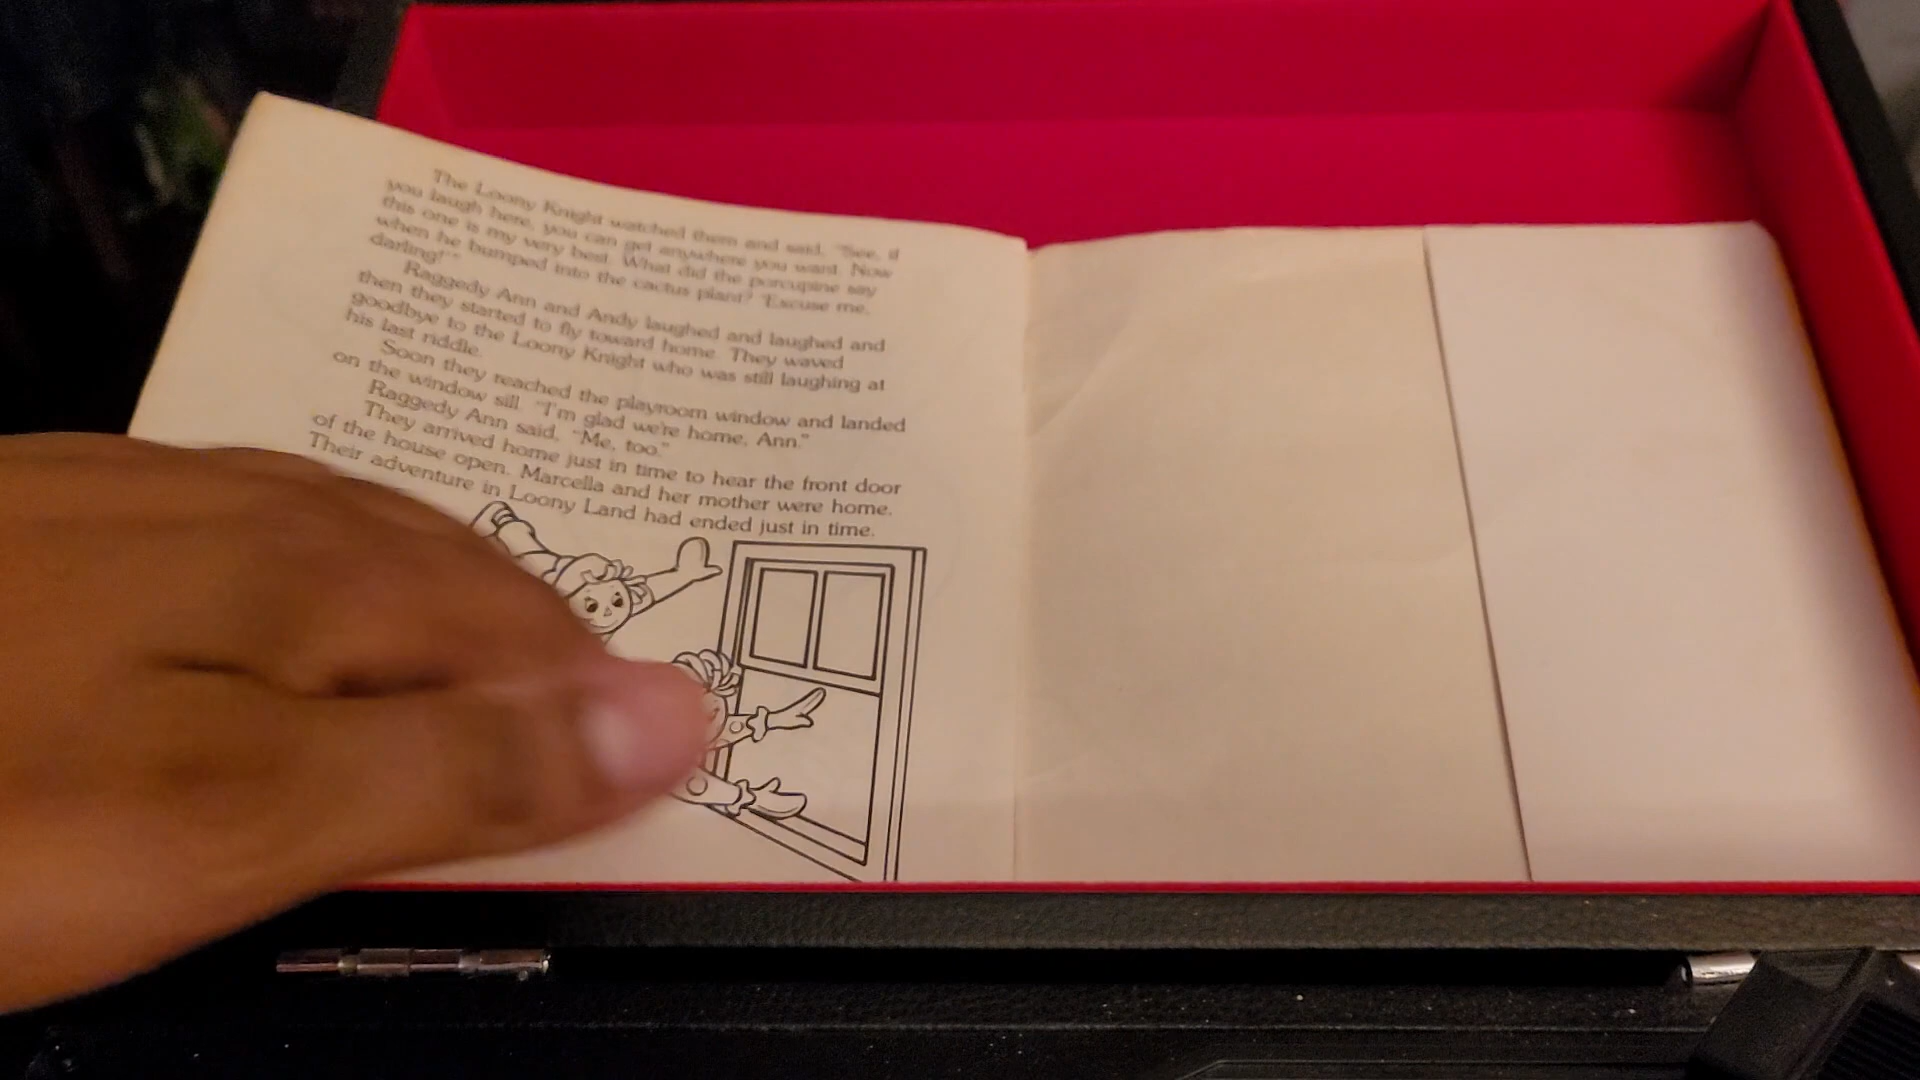 The Loony Knight watched them and said, "See, if
you laugh here, you can get anywhere you want. Now
this one is my very best. What did the porcupine say
when he bumped into the cactus plant? 'Excuse me,
darling!'"
Raggedy Ann and Andy laughed and laughed and
then they started to fly toward home. They waved
goodbye to the Loony Knight who was still laughing at
his last riddle.
Soon they reached the playroom window and landed
on the window sill. "I'm glad we're home, Ann."
Raggedy Ann said, "Me, too."
They arrived home just in time to hear the front door
of the house open. Marcella and her mother were home.
Their adventure in Loony Land had ended just in time.